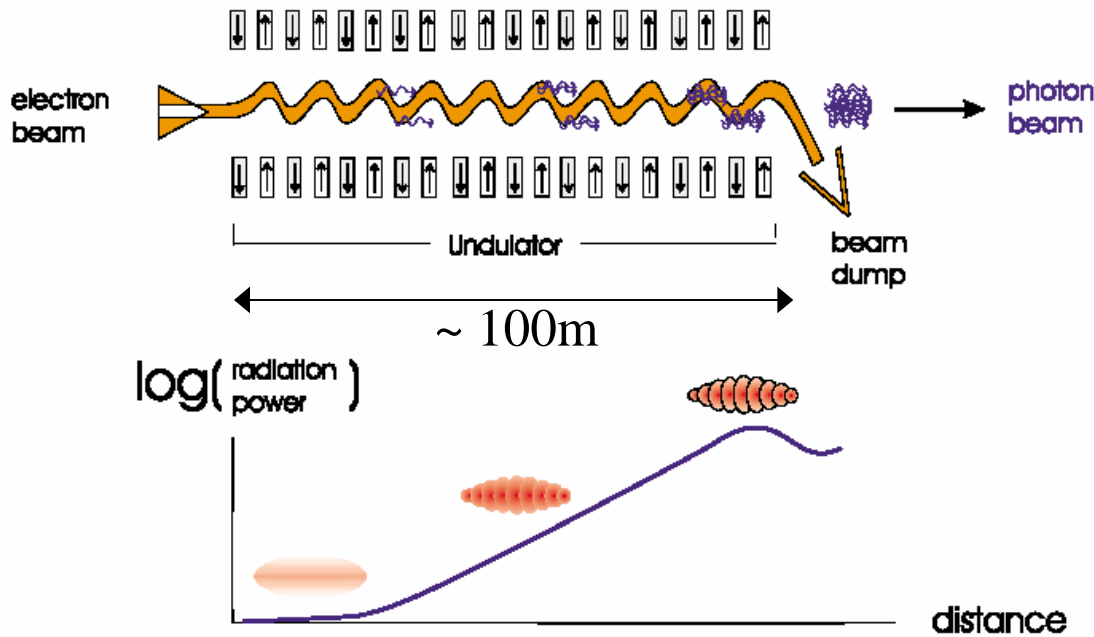 electron
beam
photon
beam
Undulator
beam
dump
~ 100m
log( radiation
power )
distance